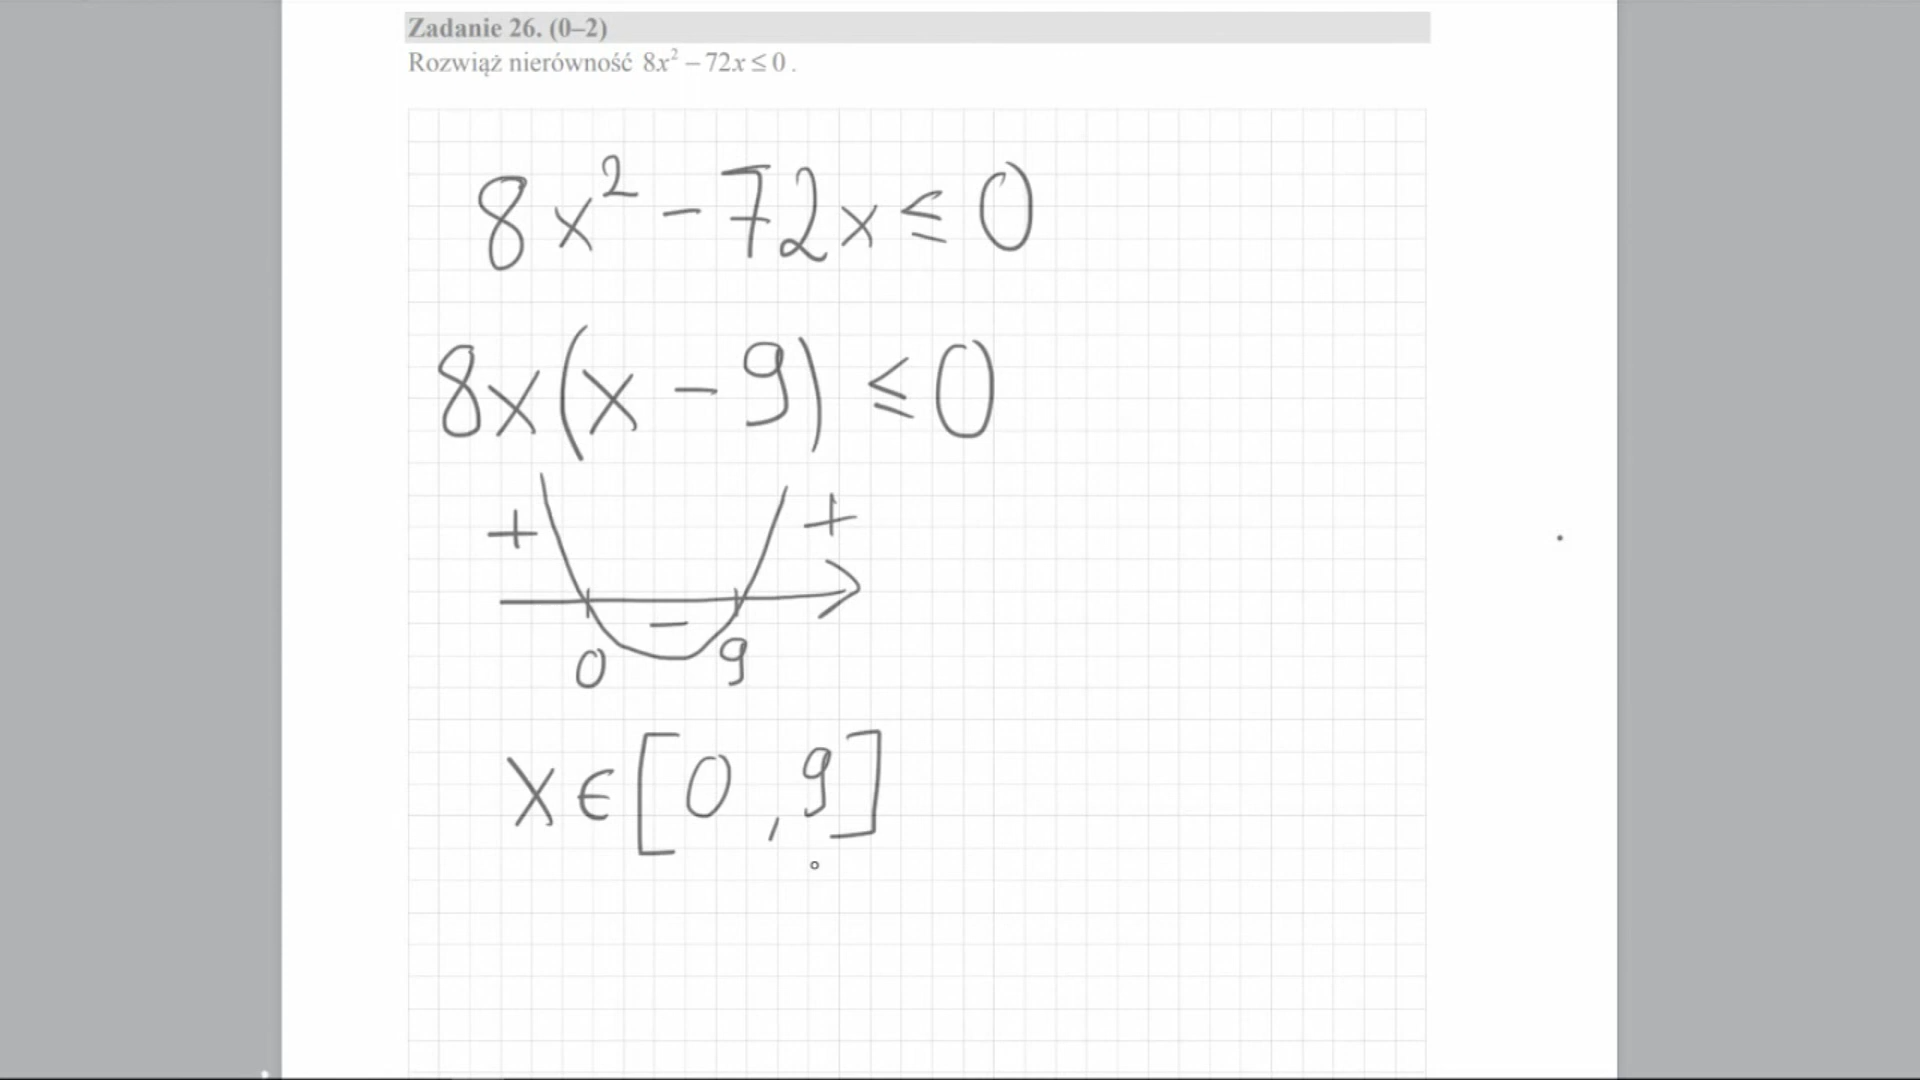 Zadanie 26. (0–2)
Rozwiąż nierówność 8x² − 72x ≤ 0 .
8x² − 72x ≤ 0
8x(x − 9) ≤ 0
+ +
−
0 9
x ∈ [0, 9]